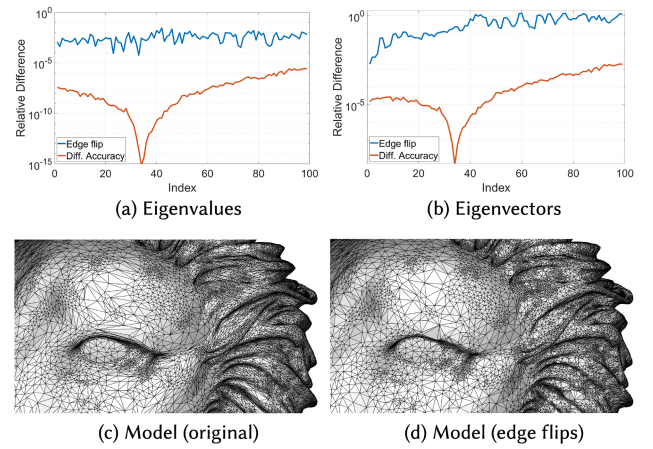 10^0
10^-5
10^-10
10^-15
Relative Difference
Edge flip
Diff. Accuracy
0 20 40 60 80 100
Index
(a) Eigenvalues
10^0
10^-5
Relative Difference
Edge flip
Diff. Accuracy
0 20 40 60 80 100
Index
(b) Eigenvectors
(c) Model (original)
(d) Model (edge flips)